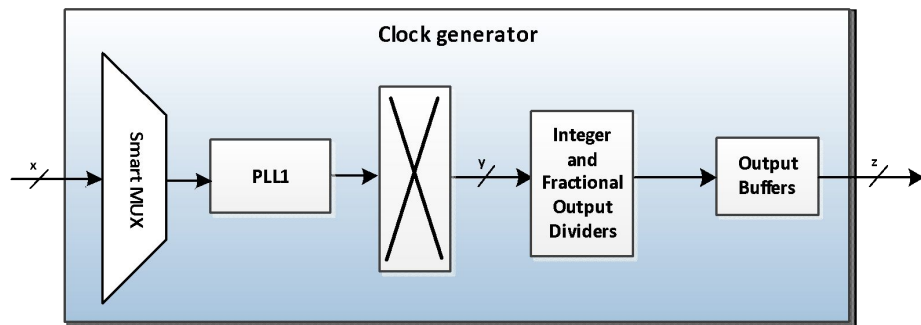 Clock generator
x
Smart MUX
PLL1
y
Integer
and
Fractional
Output
Dividers
Output
Buffers
z